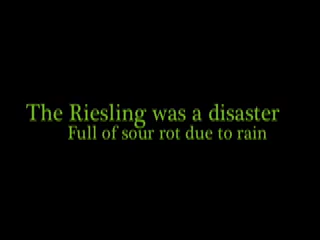 The Riesling was a disaster
Full of sour rot due to rain